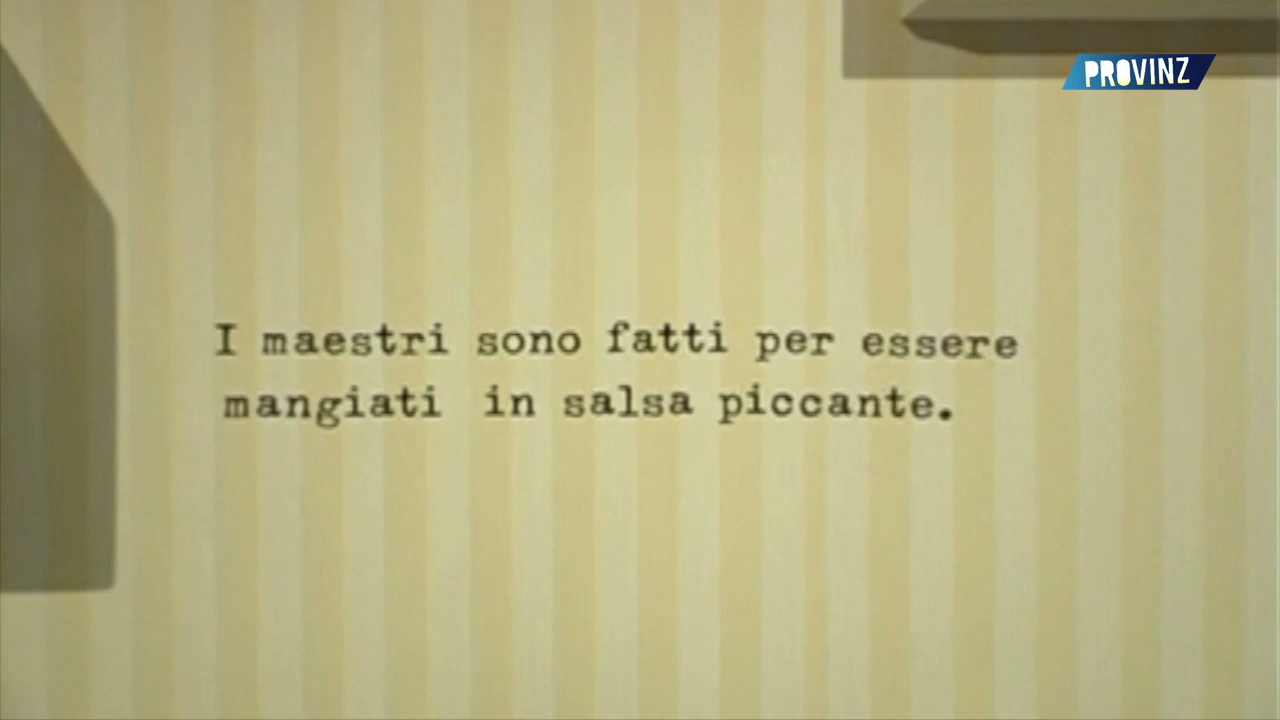 PROVINZ
I maestri sono fatti per essere
mangiati in salsa piccante.